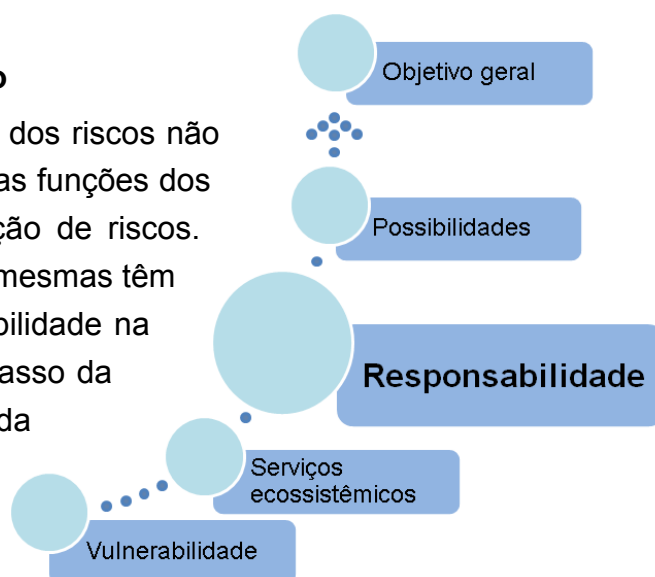 o
dos riscos não
as funções dos
ção de riscos.
mesmas têm
bilidade na
asso da
da
Objetivo geral
Possibilidades
Responsabilidade
Serviços
ecossistêmicos
Vulnerabilidade